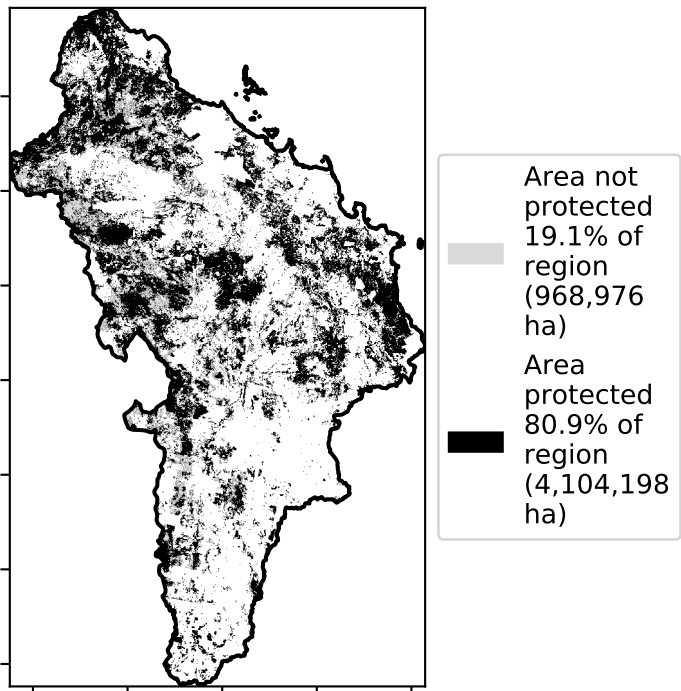 Area not
protected
19.1% of
region
(968,976
ha)
Area
protected
80.9% of
region
(4,104,198
ha)